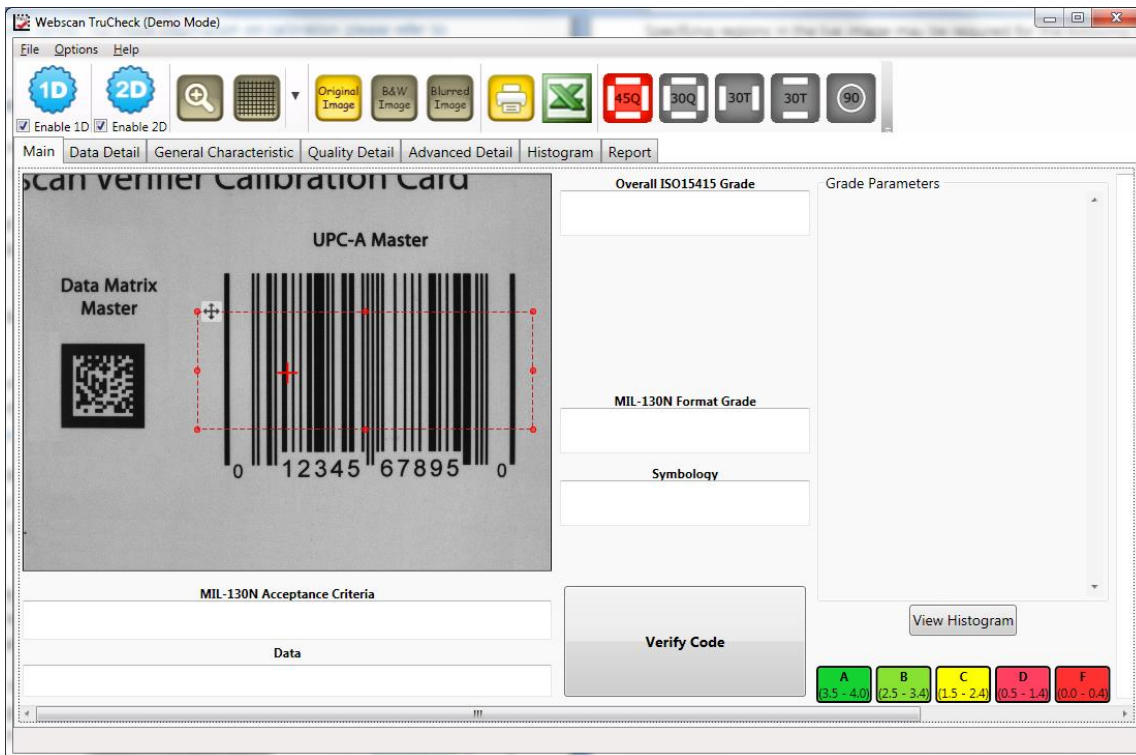 Webscan TruCheck (Demo Mode)
File Options Help
1D 2D Original Image B&W Image Blurred Image 45Q 30Q 30T 30T 90
Enable 1D Enable 2D
Main Data Detail General Characteristic Quality Detail Advanced Detail Histogram Report
scan Verifier Calibration Card
UPC-A Master
Data Matrix
Master
0 12345 67895 0
Overall ISO15415 Grade
MIL-130N Format Grade
Symbology
Grade Parameters
MIL-130N Acceptance Criteria
Data
Verify Code
View Histogram
A B C D F
(3.5 - 4.0) (2.5 - 3.4) (1.5 - 2.4) (0.5 - 1.4) (0.0 - 0.4)